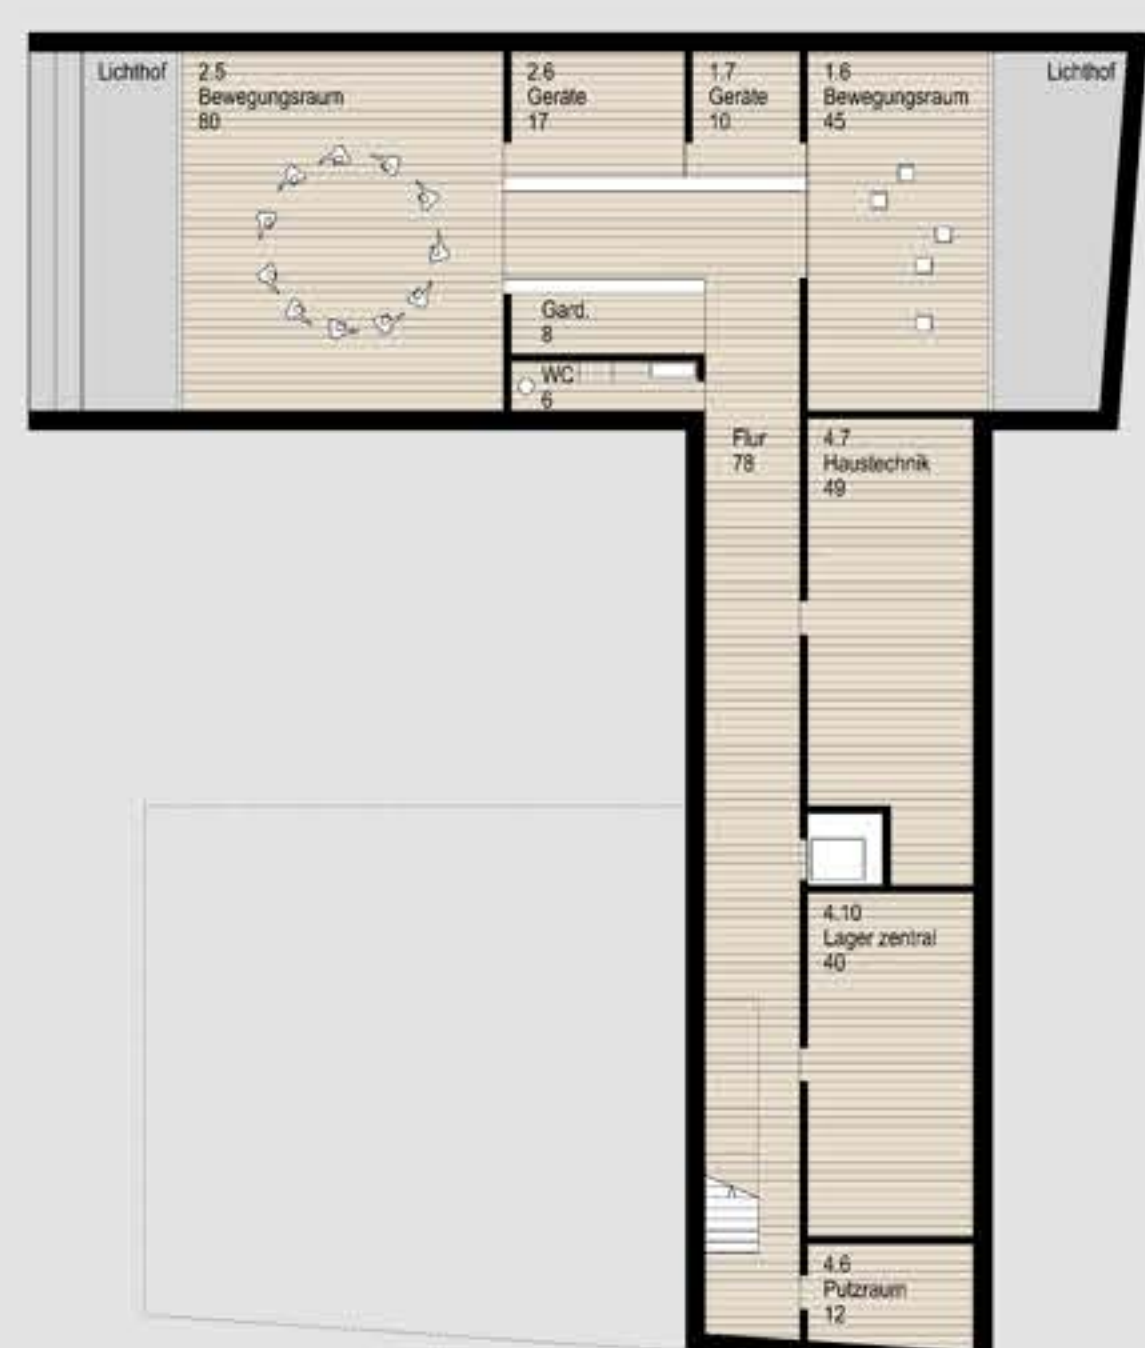 Lichthof
2.5
Bewegungsraum
80
2.6
Geräte
17
1.7
Geräte
10
1.6
Bewegungsraum
45
Lichthof
Gard.
8
WC
6
Flur
78
4.7
Haustechnik
49
4.10
Lager zentral
40
4.6
Putzraum
12